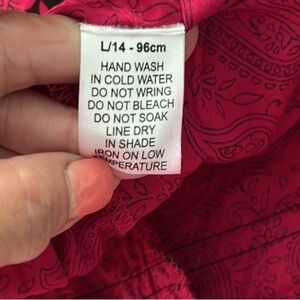 L/14 - 96cm
HAND WASH
IN COLD WATER
DO NOT WRING
DO NOT BLEACH
DO NOT SOAK
LINE DRY
IN SHADE
IRON ON LOW
TEMPERATURE